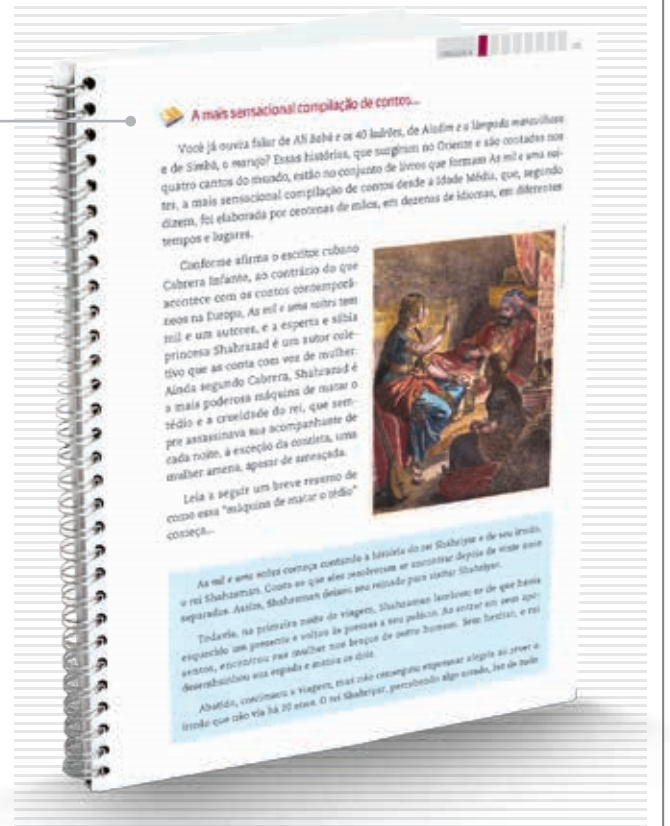 A mais sensacional compilação de contos...
Você já ouviu falar de Ali Babá e os 40 ladrões, de Aladim e a lâmpada maravilhosa
e de Simbá, o marujo? Essas histórias, que surgiram no Oriente e são contadas nos
quatro cantos do mundo, estão no conjunto de livros que formam As mil e uma noi-
tes, a mais sensacional compilação de contos desde a Idade Média, que, segundo
dizem, foi elaborada por centenas de mãos, em dezenas de idiomas, em diferentes
tempos e lugares.
Conforme afirma o escritor cubano
Cabrera Infante, ao contrário do que
acontece com os contos contemporâ-
neos na Europa, As mil e uma noites tem
mil e um autores, e a esperta e sábia
princesa Shahrazad é um autor cole-
tivo que as conta com voz de mulher.
Ainda segundo Cabrera, Shahrazad é
a mais poderosa máquina de matar o
tédio e a crueldade do rei, que sem-
pre assassinava sua acompanhante de
cada noite, à exceção da contista, uma
mulher amena, apesar de ameaçada.
Leia a seguir um breve resumo de
como essa "máquina de matar o tédio"
começa...
As mil e uma noites começa contando a história do rei Shahriyar e de seu irmão,
o rei Shahzaman. Conta-se que eles resolveram se encontrar depois de vinte anos
separados. Assim, Shahzaman deixou seu reinado para visitar Shahriyar.
Todavia, na primeira noite de viagem, Shahzaman lembrou-se de que havia
esquecido um presente e voltou às pressas a seu palácio. Ao entrar em seus apo-
sentos, encontrou sua mulher nos braços de outro homem. Sem hesitar, o rei
desembainhou sua espada e matou os dois.
Abatido, continuou a viagem, mas não conseguiu expressar alegria ao rever o
irmão que não via há 20 anos. O rei Shahriyar, percebendo algo errado, fez de tudo